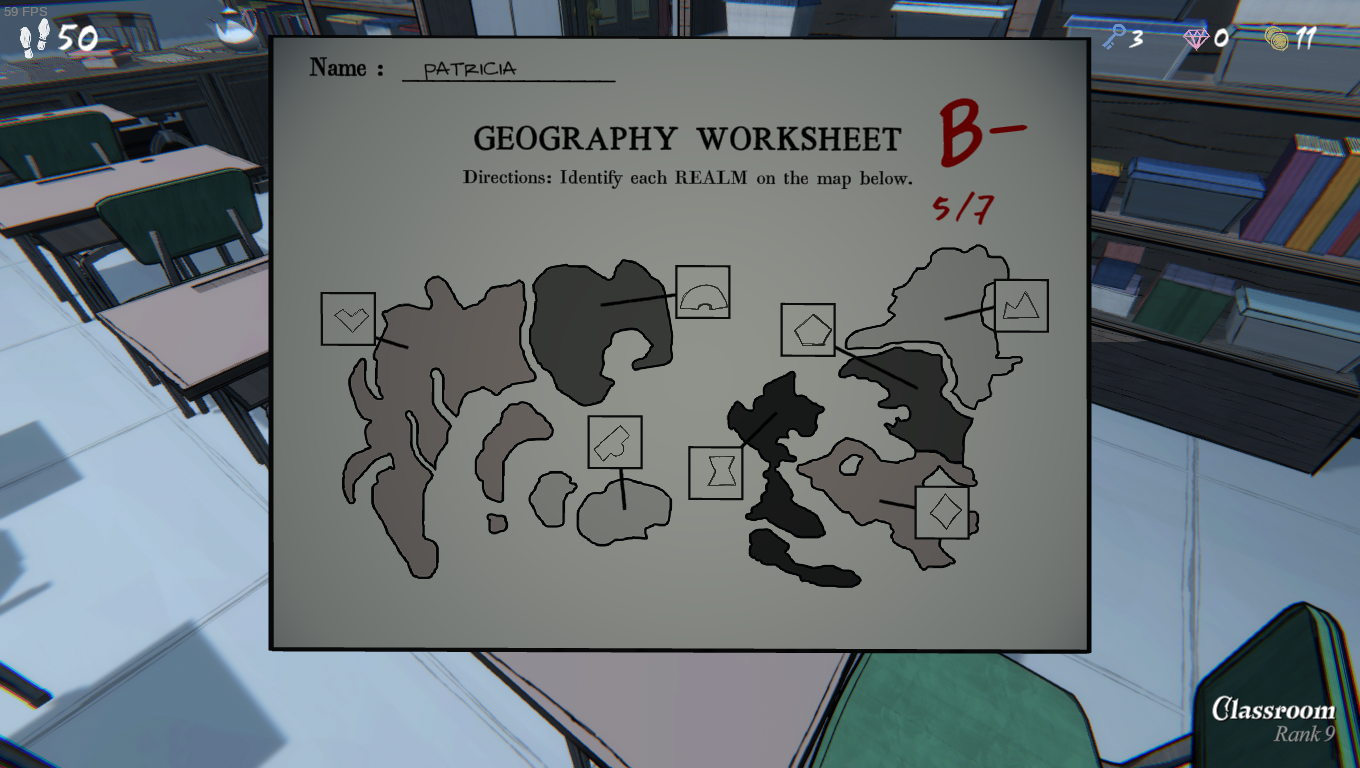 59 FPS
50
3
0
11
Name : PATRICIA
GEOGRAPHY WORKSHEET
B-
Directions: Identify each REALM on the map below.
5/7
Classroom
Rank 9